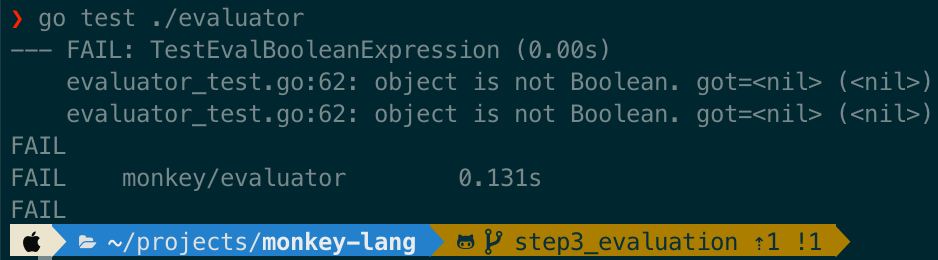 ❯ go test ./evaluator
--- FAIL: TestEvalBooleanExpression (0.00s)
    evaluator_test.go:62: object is not Boolean. got=<nil> (<nil>)
    evaluator_test.go:62: object is not Boolean. got=<nil> (<nil>)
FAIL
FAIL    monkey/evaluator        0.131s
FAIL
~/projects/monkey-lang step3_evaluation ⇡1 !1